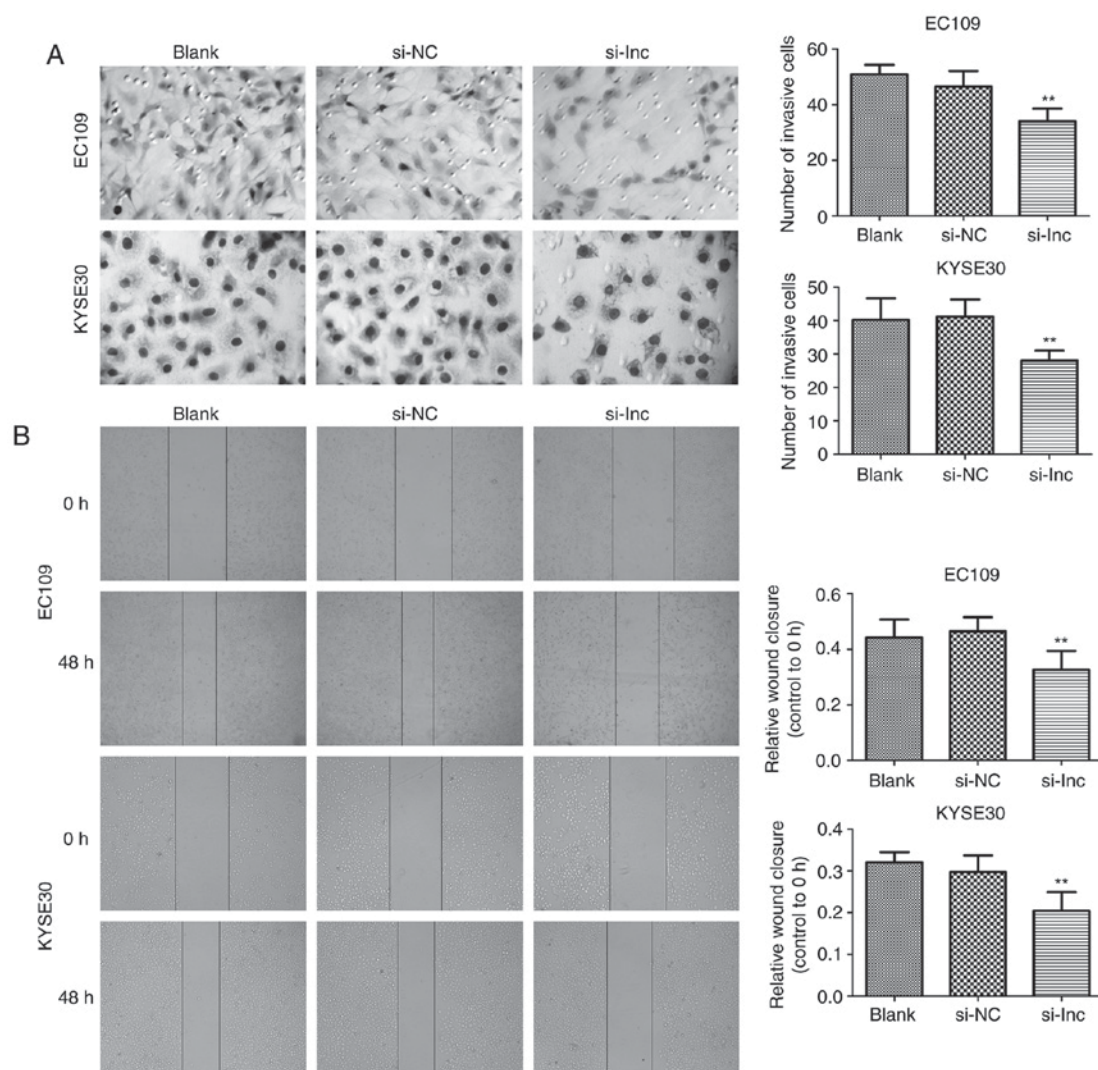 A
Blank
si-NC
si-lnc
EC109
KYSE30
EC109
Number of invasive cells
60
40
20
0
**
Blank
si-NC
si-lnc
KYSE30
Number of invasive cells
50
40
30
20
10
0
**
Blank
si-NC
si-lnc
B
Blank
si-NC
si-lnc
EC109
0 h
48 h
KYSE30
0 h
48 h
EC109
Relative wound closure
(control to 0 h)
0.6
0.4
0.2
0.0
**
Blank
si-NC
si-lnc
KYSE30
Relative wound closure
(control to 0 h)
0.4
0.3
0.2
0.1
0.0
**
Blank
si-NC
si-lnc